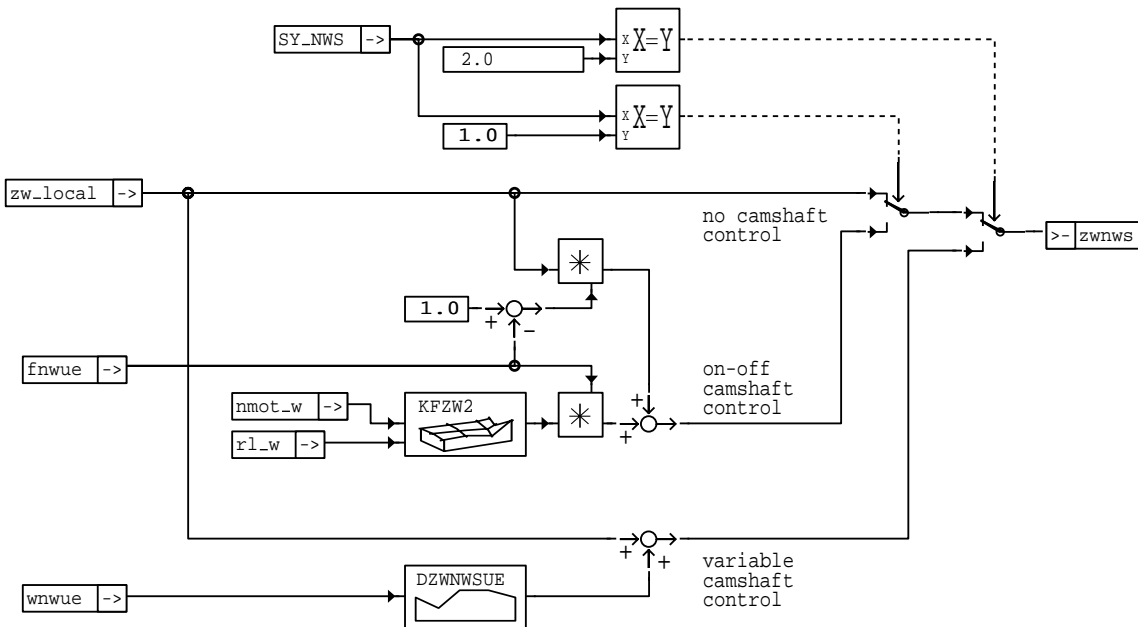 SY_NWS ->
X
Y
X=Y
2.0
X
Y
X=Y
1.0
zw_local ->
no camshaft
control
>- zwnws
*
1.0
+
-
fnwue ->
on-off
camshaft
control
nmot_w ->
KFZW2
*
+
+
rl_w ->
+
+
variable
camshaft
control
DZWNWSUE
wnwue ->